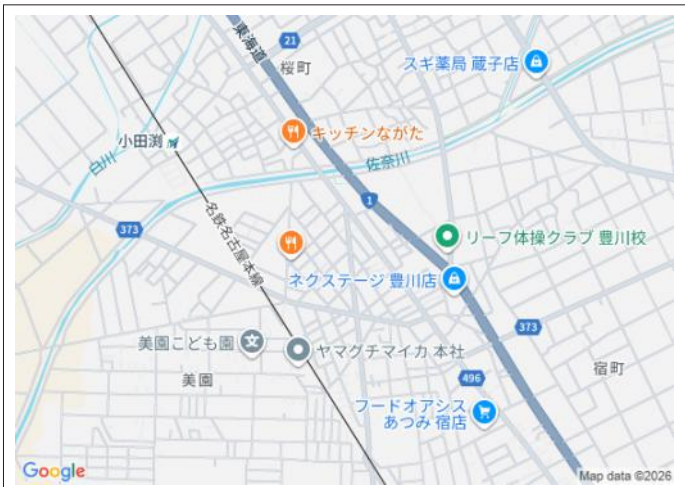 東海道
21
桜町
スギ薬局 蔵子店
キッチンながた
小田渕
白川
佐奈川
1
373
名鉄名古屋本線
リーフ体操クラブ 豊川校
ネクステージ 豊川店
373
美園こども園
ヤマグチマイカ 本社
美園
496
宿町
フードオアシス
あつみ 宿店
Google
Map data ©2026